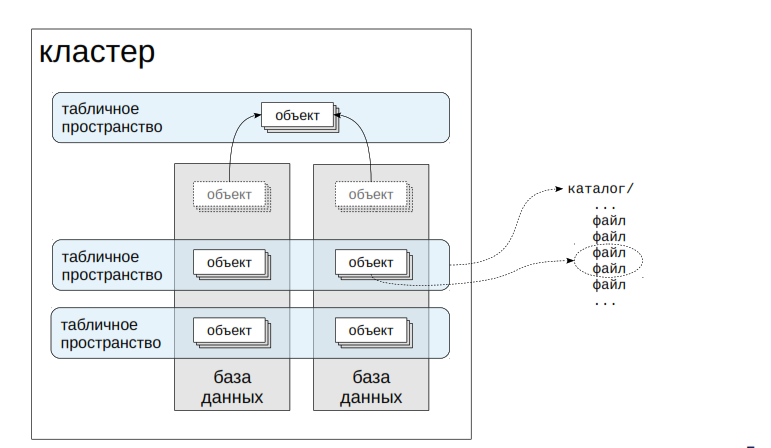 кластер
табличное
пространство
объект
объект
объект
табличное
пространство
объект
объект
табличное
пространство
объект
объект
база
данных
база
данных
каталог/
...
файл
файл
файл
файл
файл
...